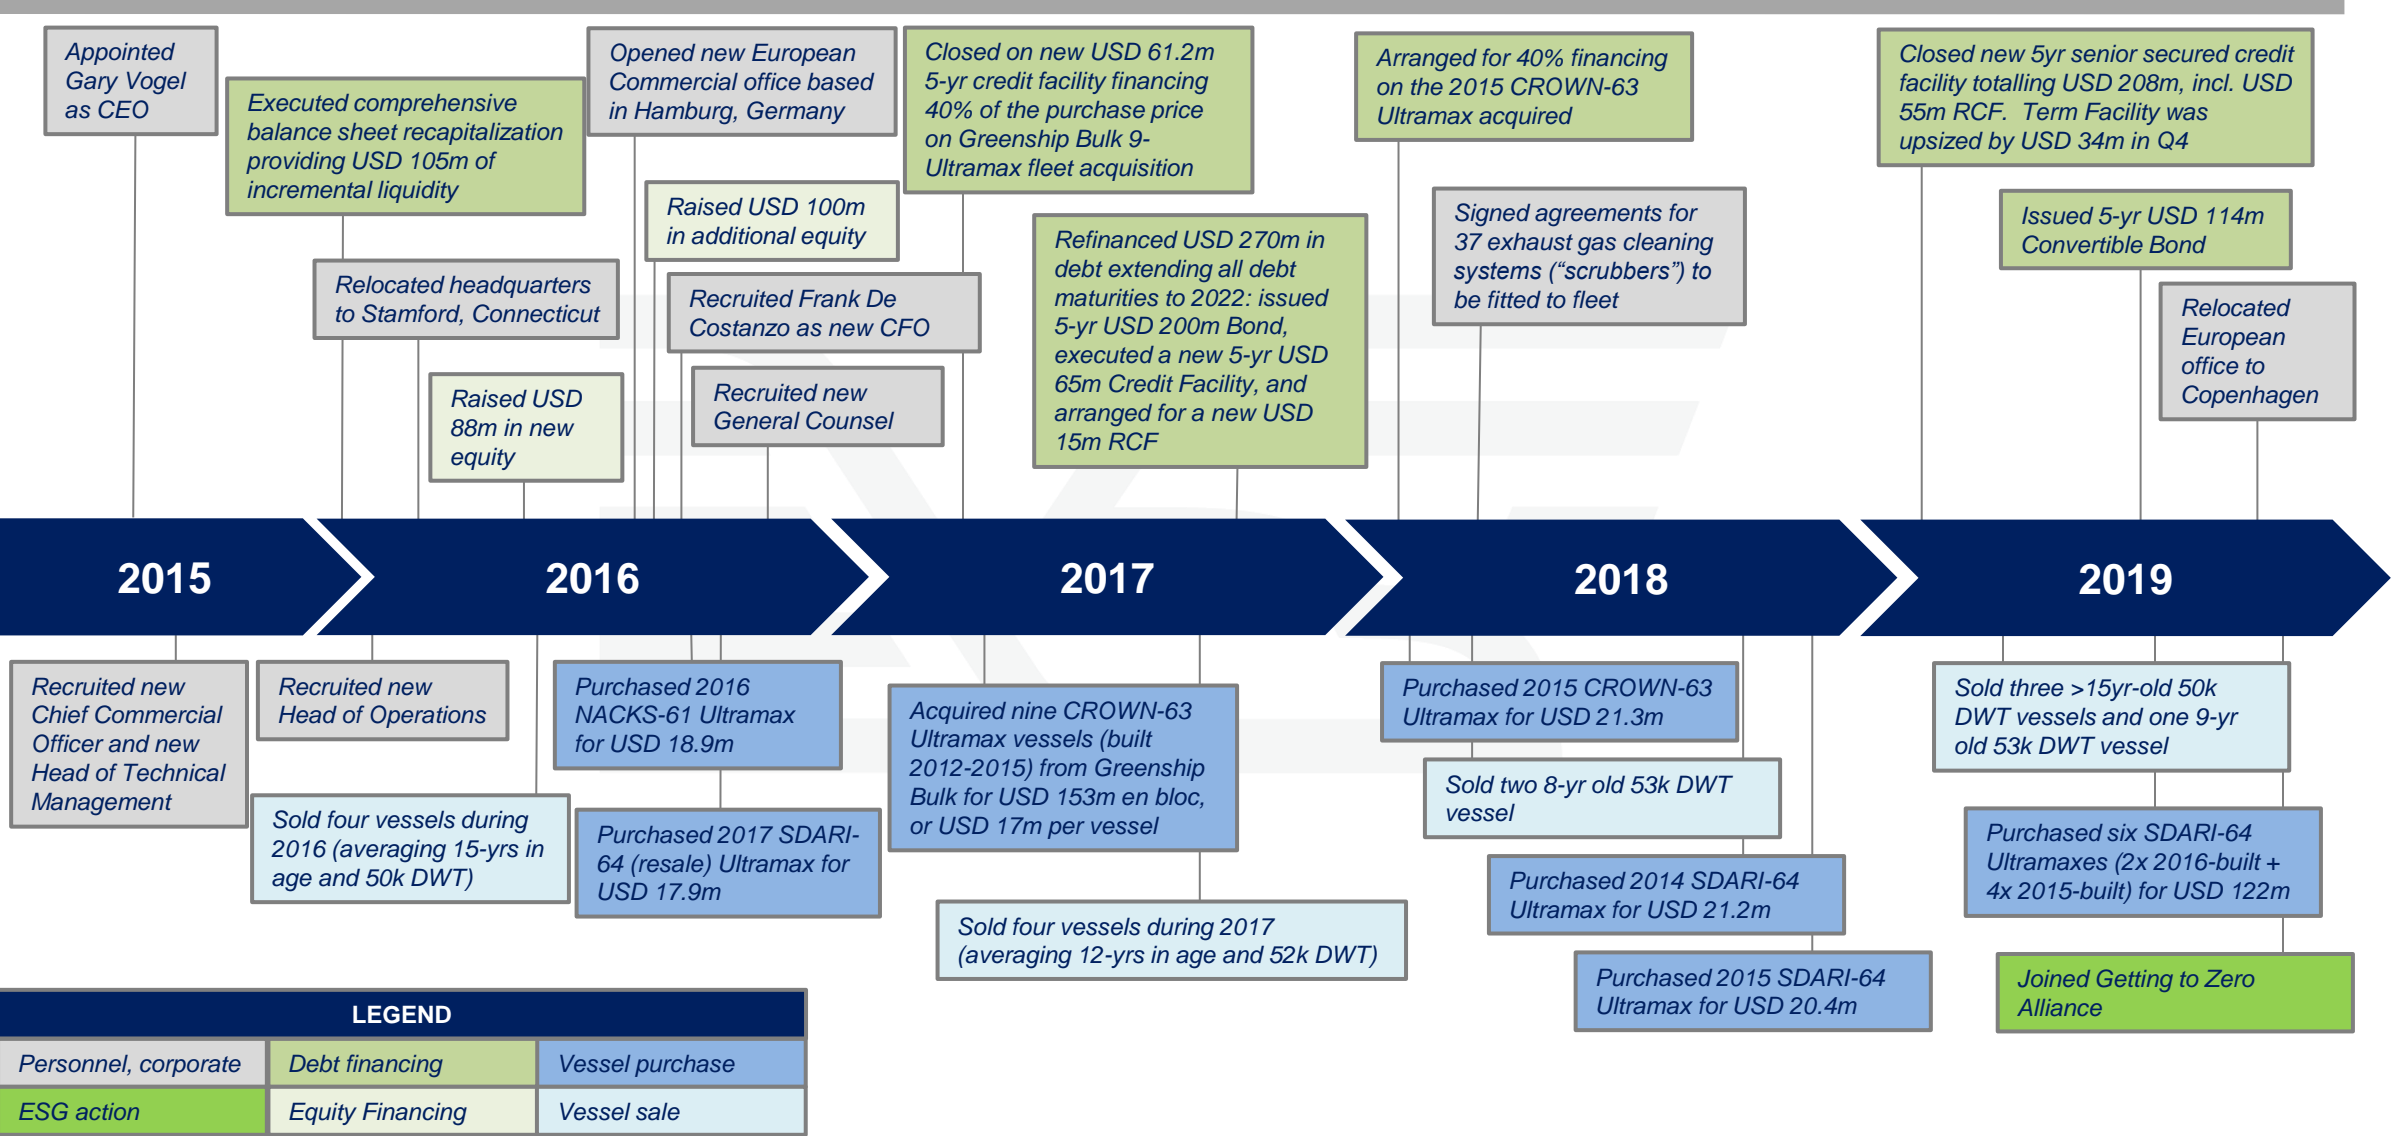 Appointed
Gary Vogel
as CEO
Executed comprehensive
balance sheet recapitalization
providing USD 105m of
incremental liquidity
Relocated headquarters
to Stamford, Connecticut
Raised USD
88m in new
equity
Opened new European
Commercial office based
in Hamburg, Germany
Raised USD 100m
in additional equity
Recruited Frank De
Costanzo as new CFO
Recruited new
General Counsel
Closed on new USD 61.2m
5-yr credit facility financing
40% of the purchase price
on Greenship Bulk 9-
Ultramax fleet acquisition
Refinanced USD 270m in
debt extending all debt
maturities to 2022: issued
5-yr USD 200m Bond,
executed a new 5-yr USD
65m Credit Facility, and
arranged for a new USD
15m RCF
Arranged for 40% financing
on the 2015 CROWN-63
Ultramax acquired
Signed agreements for
37 exhaust gas cleaning
systems (“scrubbers”) to
be fitted to fleet
Closed new 5yr senior secured credit
facility totalling USD 208m, incl. USD
55m RCF.  Term Facility was
upsized by USD 34m in Q4
Issued 5-yr USD 114m
Convertible Bond
Relocated
European
office to
Copenhagen
2015
2016
2017
2018
2019
Recruited new
Chief Commercial
Officer and new
Head of Technical
Management
Recruited new
Head of Operations
Sold four vessels during
2016 (averaging 15-yrs in
age and 50k DWT)
Purchased 2016
NACKS-61 Ultramax
for USD 18.9m
Purchased 2017 SDARI-
64 (resale) Ultramax for
USD 17.9m
Acquired nine CROWN-63
Ultramax vessels (built
2012-2015) from Greenship
Bulk for USD 153m en bloc,
or USD 17m per vessel
Sold four vessels during 2017
(averaging 12-yrs in age and 52k DWT)
Purchased 2015 CROWN-63
Ultramax for USD 21.3m
Sold two 8-yr old 53k DWT
vessel
Purchased 2014 SDARI-64
Ultramax for USD 21.2m
Purchased 2015 SDARI-64
Ultramax for USD 20.4m
Sold three >15yr-old 50k
DWT vessels and one 9-yr
old 53k DWT vessel
Purchased six SDARI-64
Ultramaxes (2x 2016-built +
4x 2015-built) for USD 122m
Joined Getting to Zero
Alliance
LEGEND
Personnel, corporate
Debt financing
Vessel purchase
ESG action
Equity Financing
Vessel sale